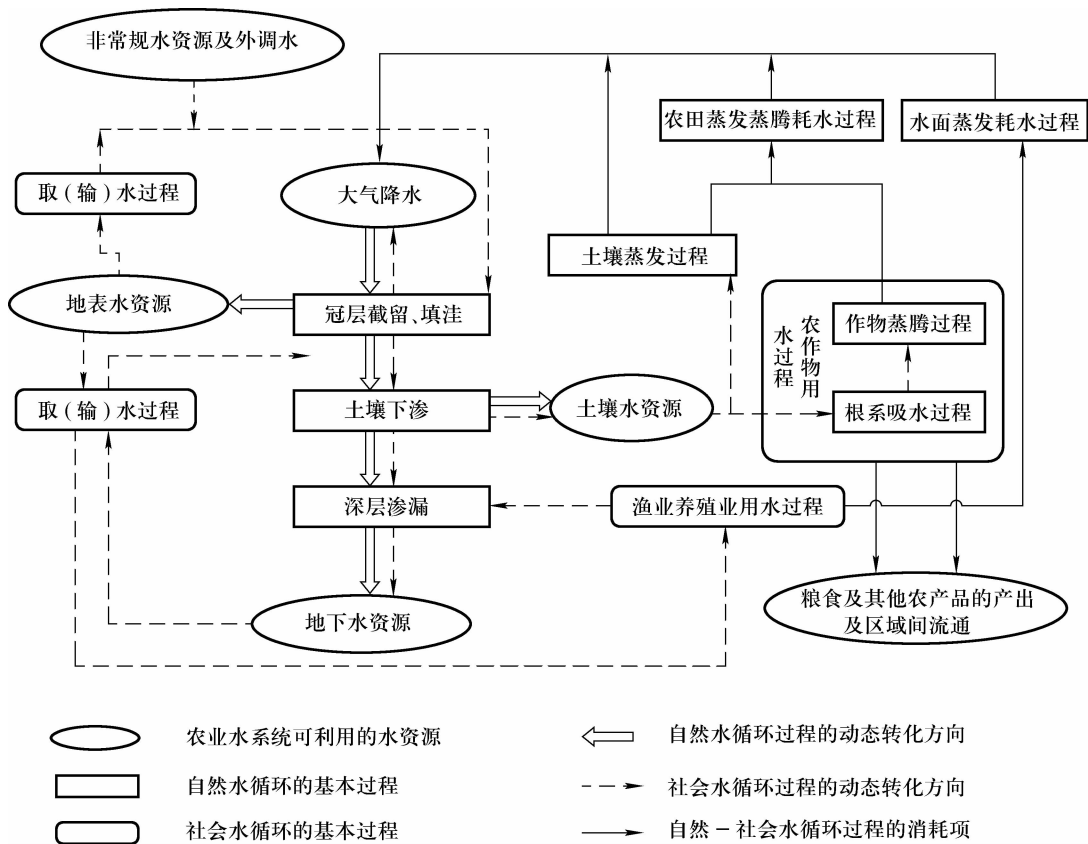 非常规水资源及外调水
农田蒸发蒸腾耗水过程
水面蒸发耗水过程
取（输）水过程
大气降水
土壤蒸发过程
地表水资源
冠层截留、填洼
农作物用
水过程
作物蒸腾过程
取（输）水过程
土壤下渗
土壤水资源
根系吸水过程
深层渗漏
渔业养殖业用水过程
地下水资源
粮食及其他农产品的产出
及区域间流通
农业水系统可利用的水资源
自然水循环过程的动态转化方向
自然水循环的基本过程
社会水循环过程的动态转化方向
社会水循环的基本过程
自然－社会水循环过程的消耗项